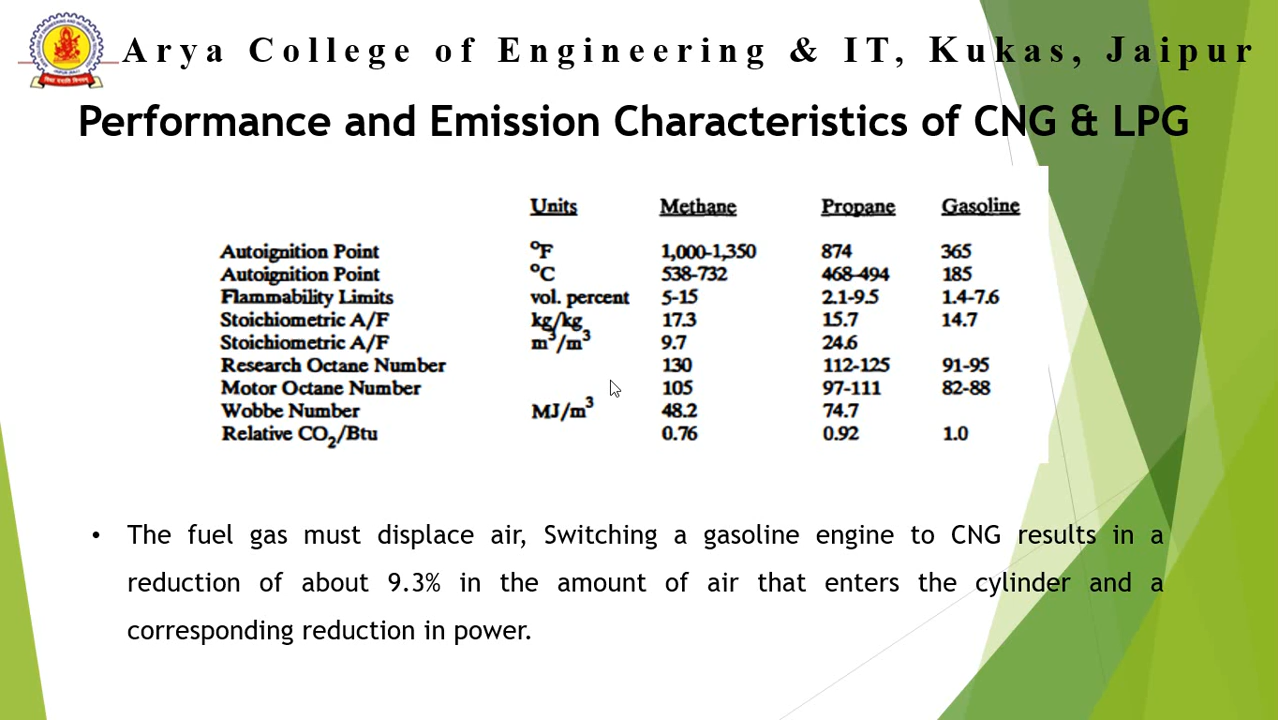 Arya College of Engineering & IT, Kukas, Jaipur
Performance and Emission Characteristics of CNG & LPG
Units Methane Propane Gasoline
Autoignition Point °F 1,000-1,350 874 365
Autoignition Point °C 538-732 468-494 185
Flammability Limits vol. percent 5-15 2.1-9.5 1.4-7.6
Stoichiometric A/F kg/kg 17.3 15.7 14.7
Stoichiometric A/F m³/m³ 9.7 24.6
Research Octane Number 130 112-125 91-95
Motor Octane Number 105 97-111 82-88
Wobbe Number MJ/m³ 48.2 74.7
Relative CO₂/Btu 0.76 0.92 1.0
• The fuel gas must displace air, Switching a gasoline engine to CNG results in a
reduction of about 9.3% in the amount of air that enters the cylinder and a
corresponding reduction in power.